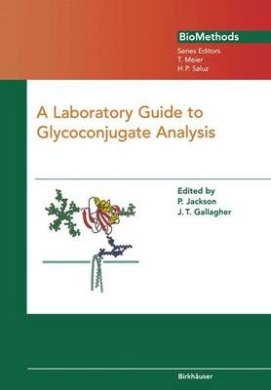 BioMethods
Series Editors
T. Meier
H.P. Saluz
A Laboratory Guide to
Glycoconjugate Analysis
Edited by
P. Jackson
J.T. Gallagher
Birkhäuser